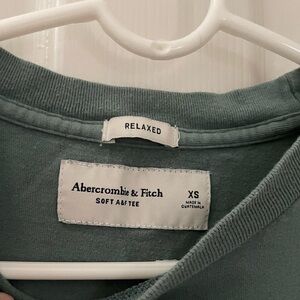 RELAXED
Abercrombie & Fitch
SOFT A&F TEE
XS
MADE IN
GUATEMALA